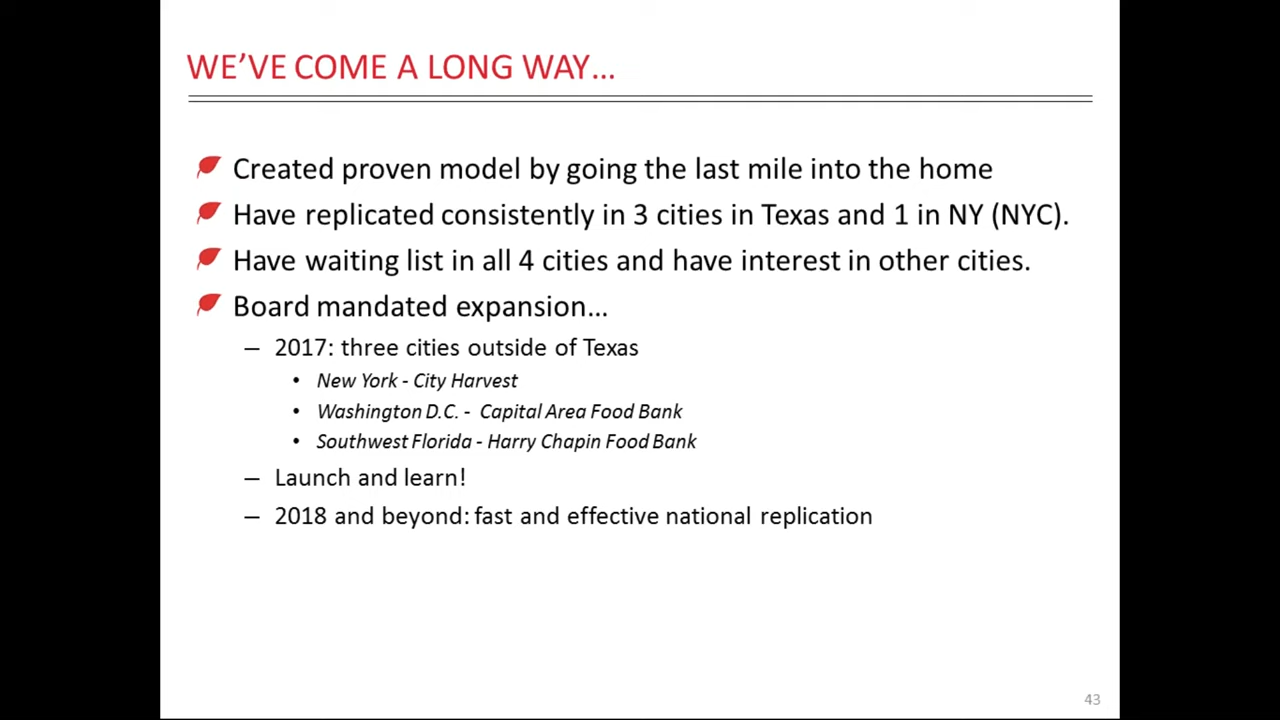 WE’VE COME A LONG WAY…
Created proven model by going the last mile into the home
Have replicated consistently in 3 cities in Texas and 1 in NY (NYC).
Have waiting list in all 4 cities and have interest in other cities.
Board mandated expansion…
– 2017: three cities outside of Texas
• New York - City Harvest
• Washington D.C. - Capital Area Food Bank
• Southwest Florida - Harry Chapin Food Bank
– Launch and learn!
– 2018 and beyond: fast and effective national replication
43